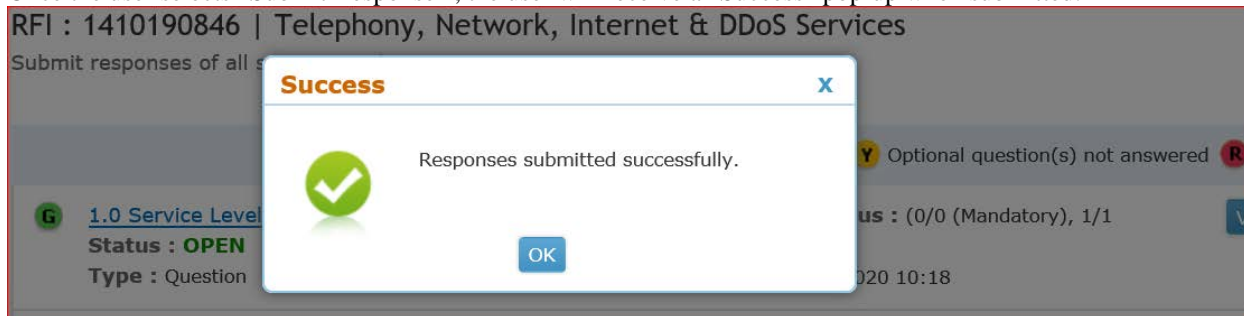 RFI : 1410190846 | Telephony, Network, Internet & DDoS Services
Submit responses of all s
Success
X
Responses submitted successfully.
Y Optional question(s) not answered R
G 1.0 Service Level
us : (0/0 (Mandatory), 1/1
Status : OPEN
OK
Type : Question
020 10:18